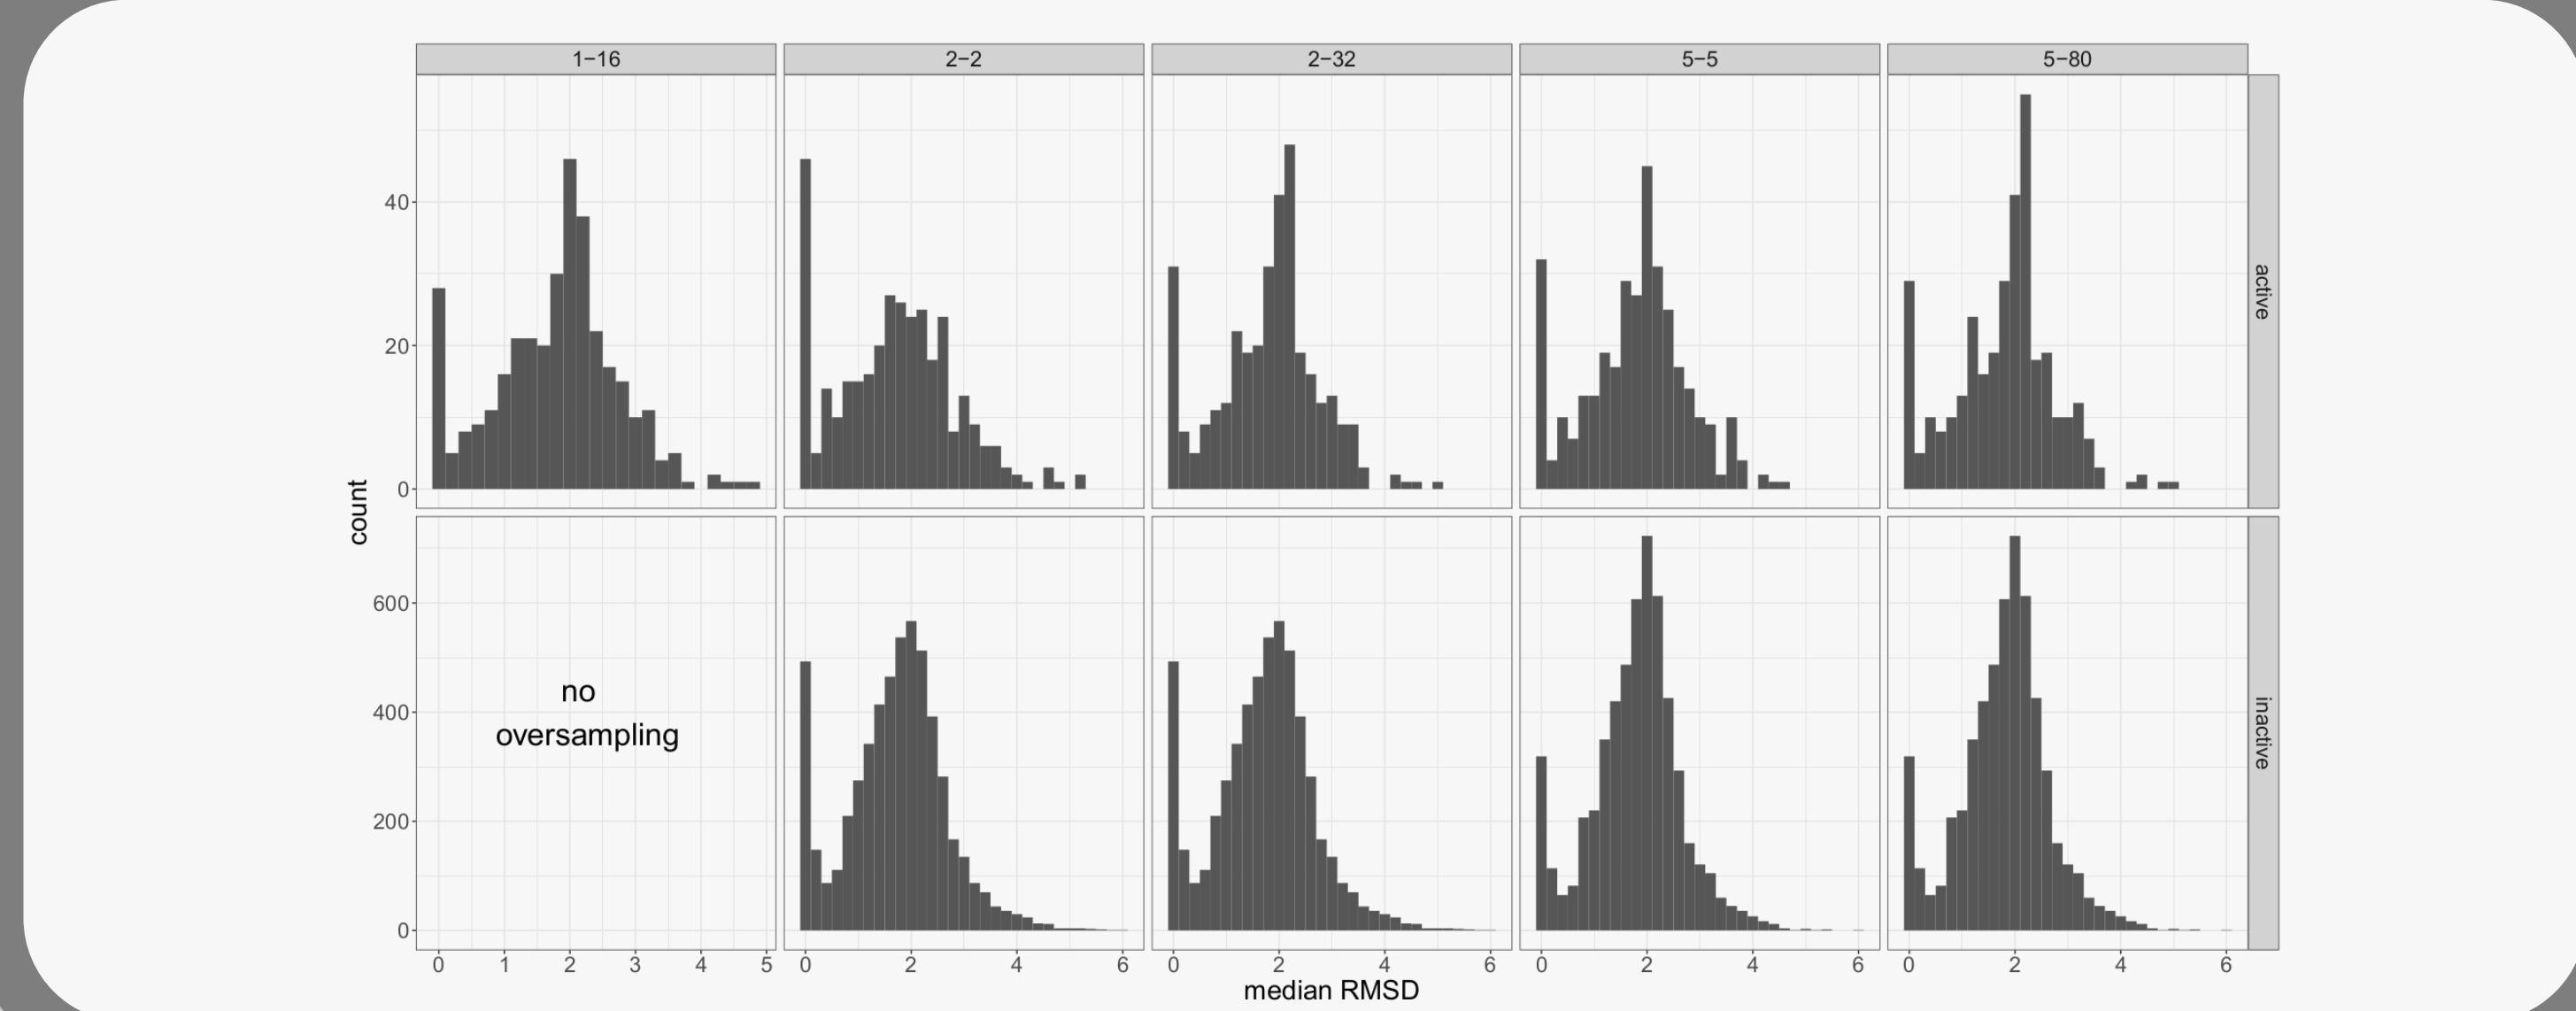 1−16 2−2 2−32 5−5 5−80
40
20
0
active
count
600
400
200
0
no
oversampling
inactive
0 1 2 3 4 5 0 2 4 6 0 2 4 6 0 2 4 6 0 2 4 6
median RMSD